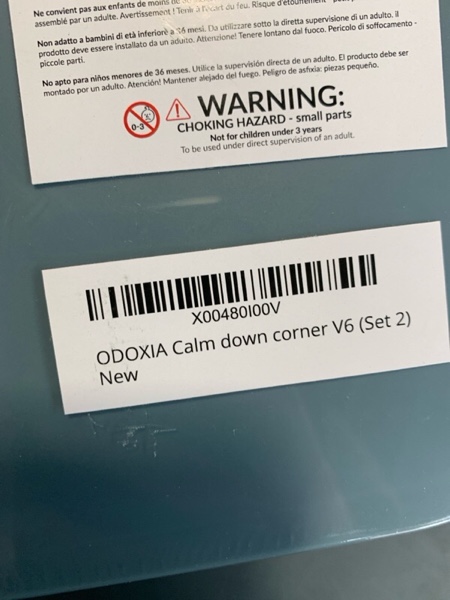 Ne convient pas aux enfants de moins de
assemblé par un adulte. Avertissement ! Tenir à l'écart du feu. Risque d'étouffement
Non adatto a bambini di età inferiore a 36 mesi. Da utilizzare sotto la diretta supervisione di un adulto. il
prodotto deve essere installato da un adulto. Attenzione! Tenere lontano dal fuoco. Pericolo di soffocamento -
piccole parti.
No apto para niños menores de 36 meses. Utilice la supervisión directa de un adulto. El producto debe ser
montado por un adulto. Atención! Mantener alejado del fuego. Peligro de asfixia: piezas pequeño.
0-3
WARNING:
CHOKING HAZARD - small parts
Not for children under 3 years
To be used under direct supervision of an adult.
X00480I00V
ODOXIA Calm down corner V6 (Set 2)
New